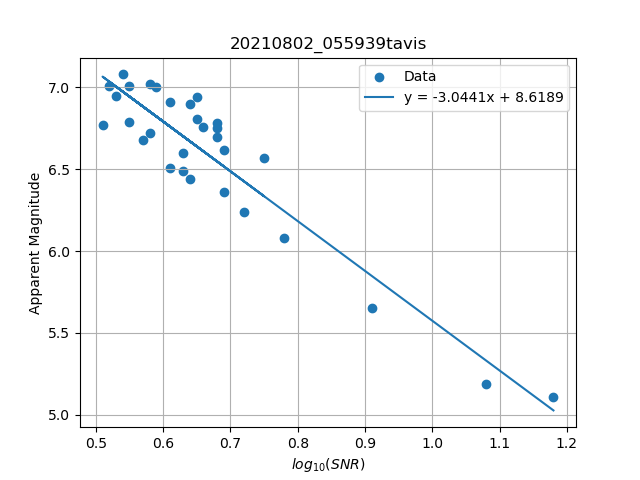 20210802_055939tavis
Data
y = -3.0441x + 8.6189
Apparent Magnitude
7.0
6.5
6.0
5.5
5.0
0.5 0.6 0.7 0.8 0.9 1.0 1.1 1.2
log₁₀(SNR)